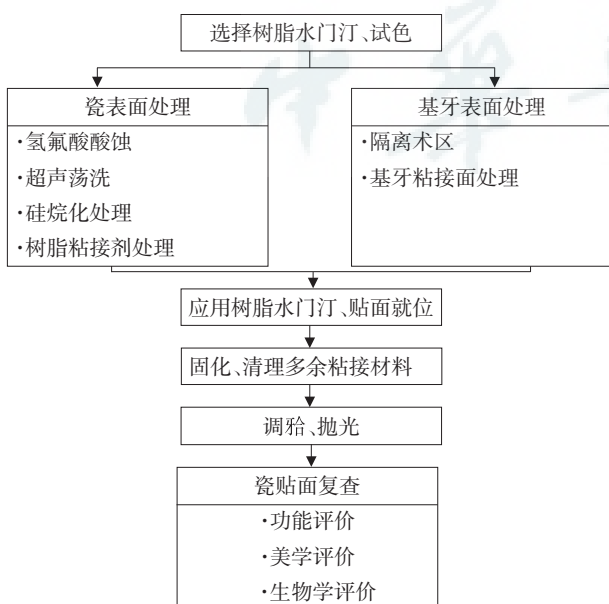 选择树脂水门汀、试色
瓷表面处理
·氢氟酸酸蚀
·超声荡洗
·硅烷化处理
·树脂粘接剂处理
基牙表面处理
·隔离术区
·基牙粘接面处理
应用树脂水门汀、贴面就位
固化、清理多余粘接材料
调𬌗、抛光
瓷贴面复查
·功能评价
·美学评价
·生物学评价